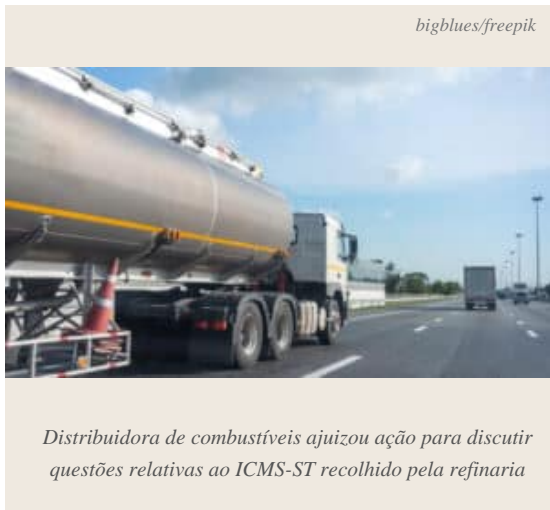 bigblues/freepik
Distribuidora de combustíveis ajuizou ação para discutir
questões relativas ao ICMS-ST recolhido pela refinaria